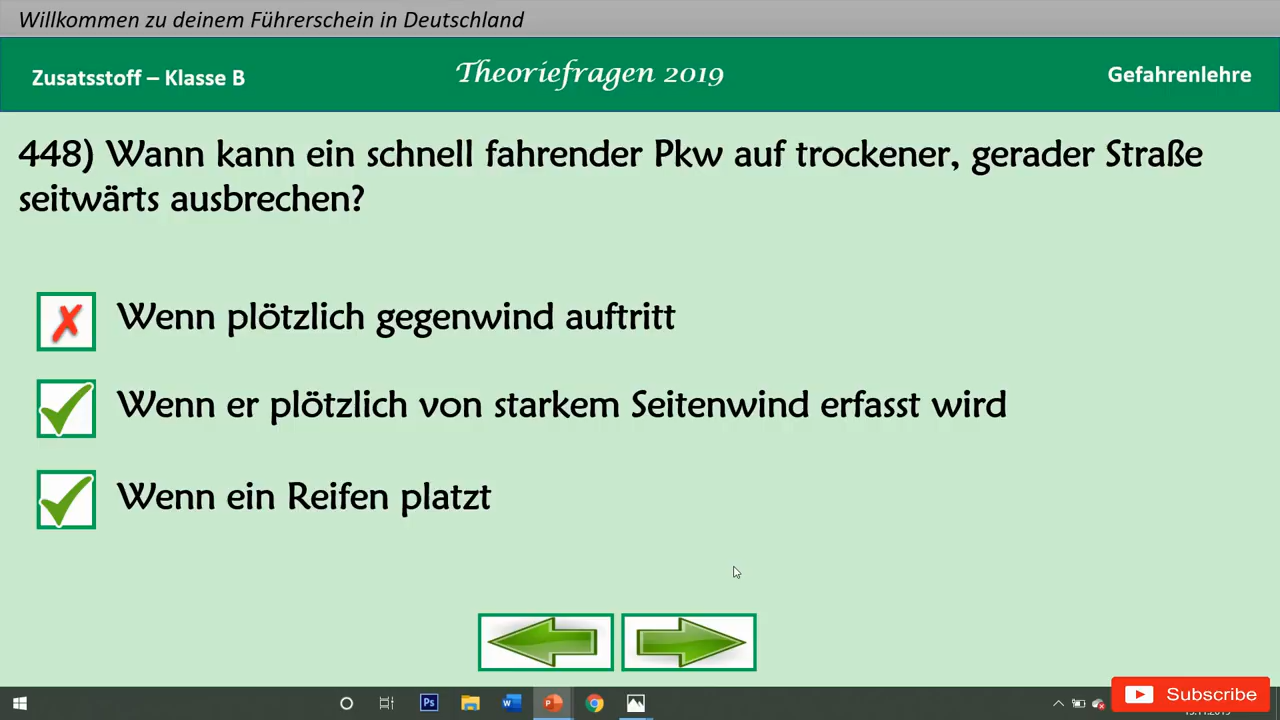 Willkommen zu deinem Führerschein in Deutschland
Zusatsstoff – Klasse B
Theoriefragen 2019
Gefahrenlehre
448) Wann kann ein schnell fahrender Pkw auf trockener, gerader Straße
seitwärts ausbrechen?
Wenn plötzlich gegenwind auftritt
Wenn er plötzlich von starkem Seitenwind erfasst wird
Wenn ein Reifen platzt
Ps
Subscribe